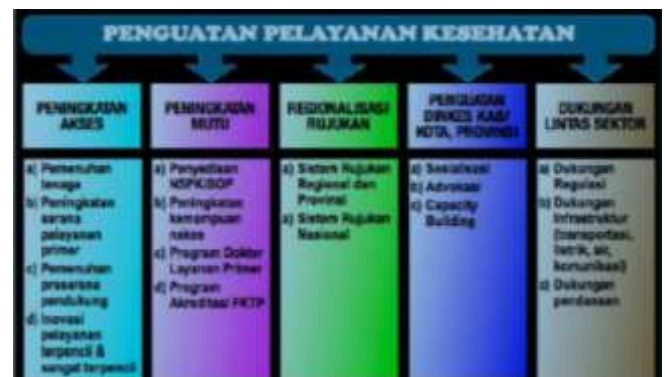 PENGUATAN PELAYANAN KESEHATAN
PENINGKATAN
AKSES
a) Pemenuhan
tenaga
b) Peningkatan
sarana
pelayanan
primer
c) Pemenuhan
prasarana
pendukung
d) Inovasi
pelayanan
terpencil &
sangat terpencil
PENINGKATAN
MUTU
a) Penyediaan
NSPK/SOP
b) Peningkatan
kemampuan
nakes
c) Program Dokter
Layanan Primer
d) Program
Akreditasi FKTP
REGIONALISASI
RUJUKAN
a) Sistem Rujukan
Regional dan
Provinsi
a) Sistem Rujukan
Nasional
PENGUATAN
DINKES KAB/
KOTA, PROVINSI
a) Sosialisasi
b) Advokasi
c) Capacity
Building
DUKUNGAN
LINTAS SEKTOR
a) Dukungan
Regulasi
b) Dukungan
Infrastruktur
(transportasi,
listrik, air,
komunikasi)
c) Dukungan
pendanaan